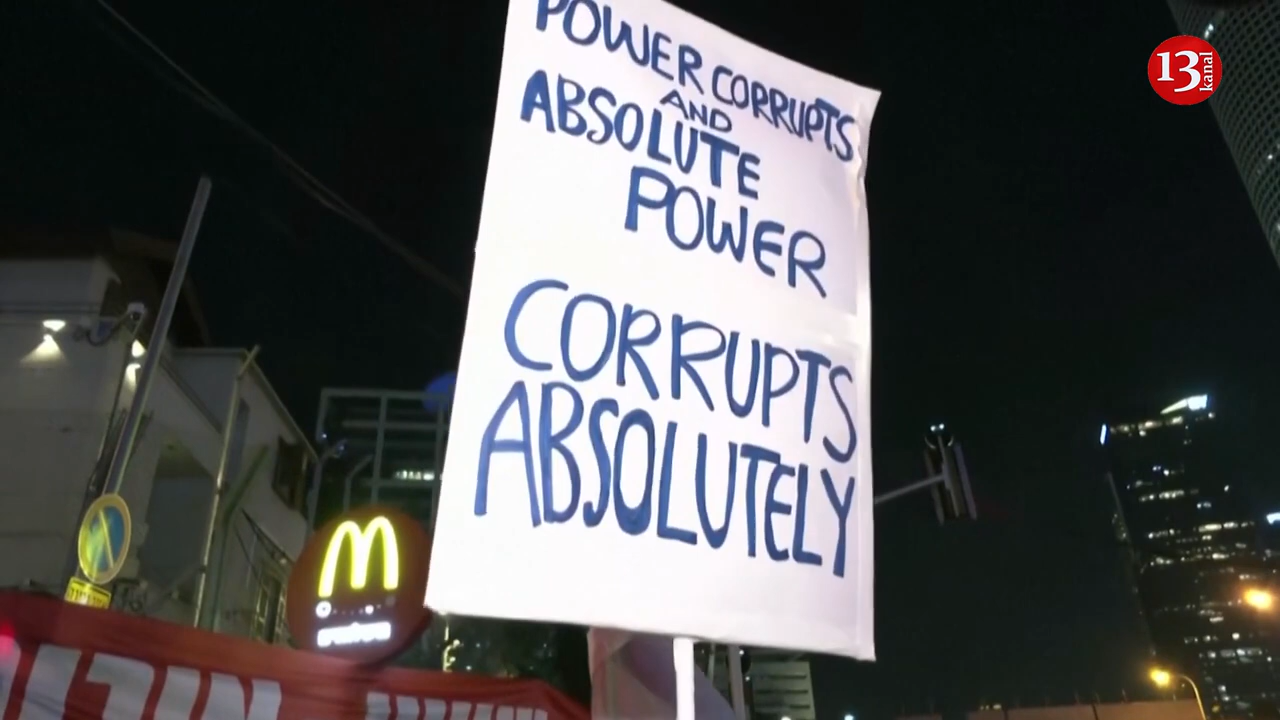 POWER CORRUPTS
AND
ABSOLUTE
POWER
CORRUPTS
ABSOLUTELY
13 kanal
M